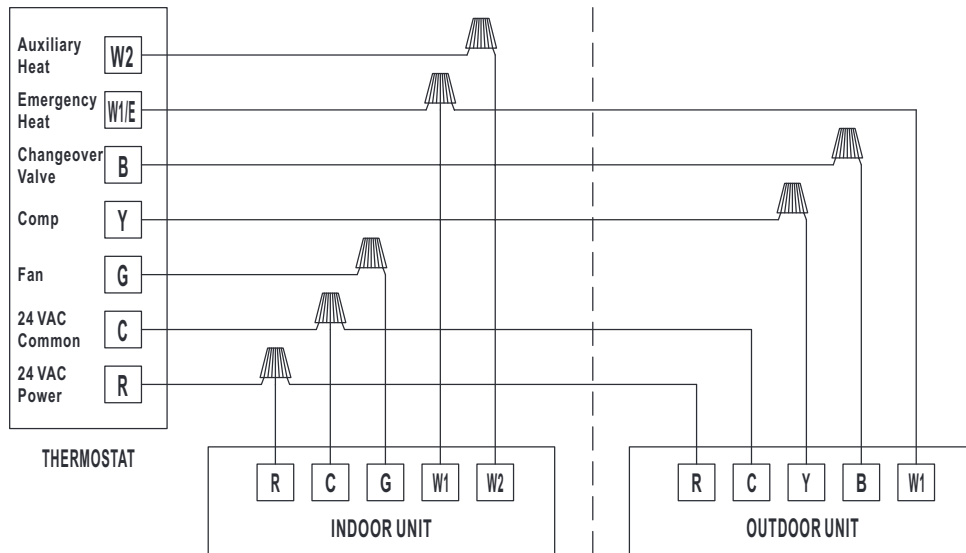 Auxiliary
Heat
W2
Emergency
Heat
W1/E
Changeover
Valve
B
Comp
Y
Fan
G
24 VAC
Common
C
24 VAC
Power
R
THERMOSTAT
R C G W1 W2
INDOOR UNIT
R C Y B W1
OUTDOOR UNIT